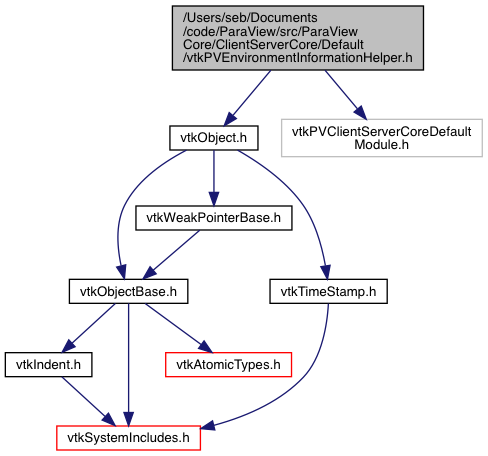 /Users/seb/Documents
/code/ParaView/src/ParaView
Core/ClientServerCore/Default
/vtkPVEnvironmentInformationHelper.h
vtkObject.h
vtkPVClientServerCoreDefault
Module.h
vtkWeakPointerBase.h
vtkObjectBase.h
vtkTimeStamp.h
vtkIndent.h
vtkAtomicTypes.h
vtkSystemIncludes.h